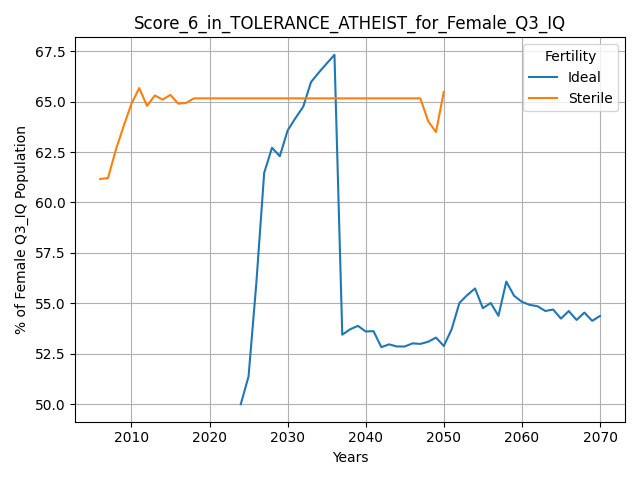 Score_6_in_TOLERANCE_ATHEIST_for_Female_Q3_IQ
% of Female Q3_IQ Population
67.5
65.0
62.5
60.0
57.5
55.0
52.5
50.0
Fertility
Ideal
Sterile
2010 2020 2030 2040 2050 2060 2070
Years